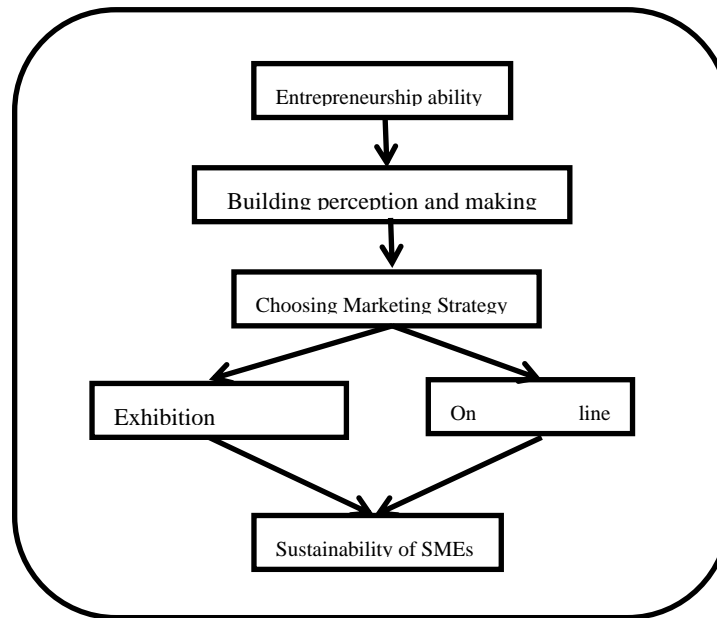 Entrepreneurship ability
Building perception and making
Choosing Marketing Strategy
Exhibition
On line
Sustainability of SMEs